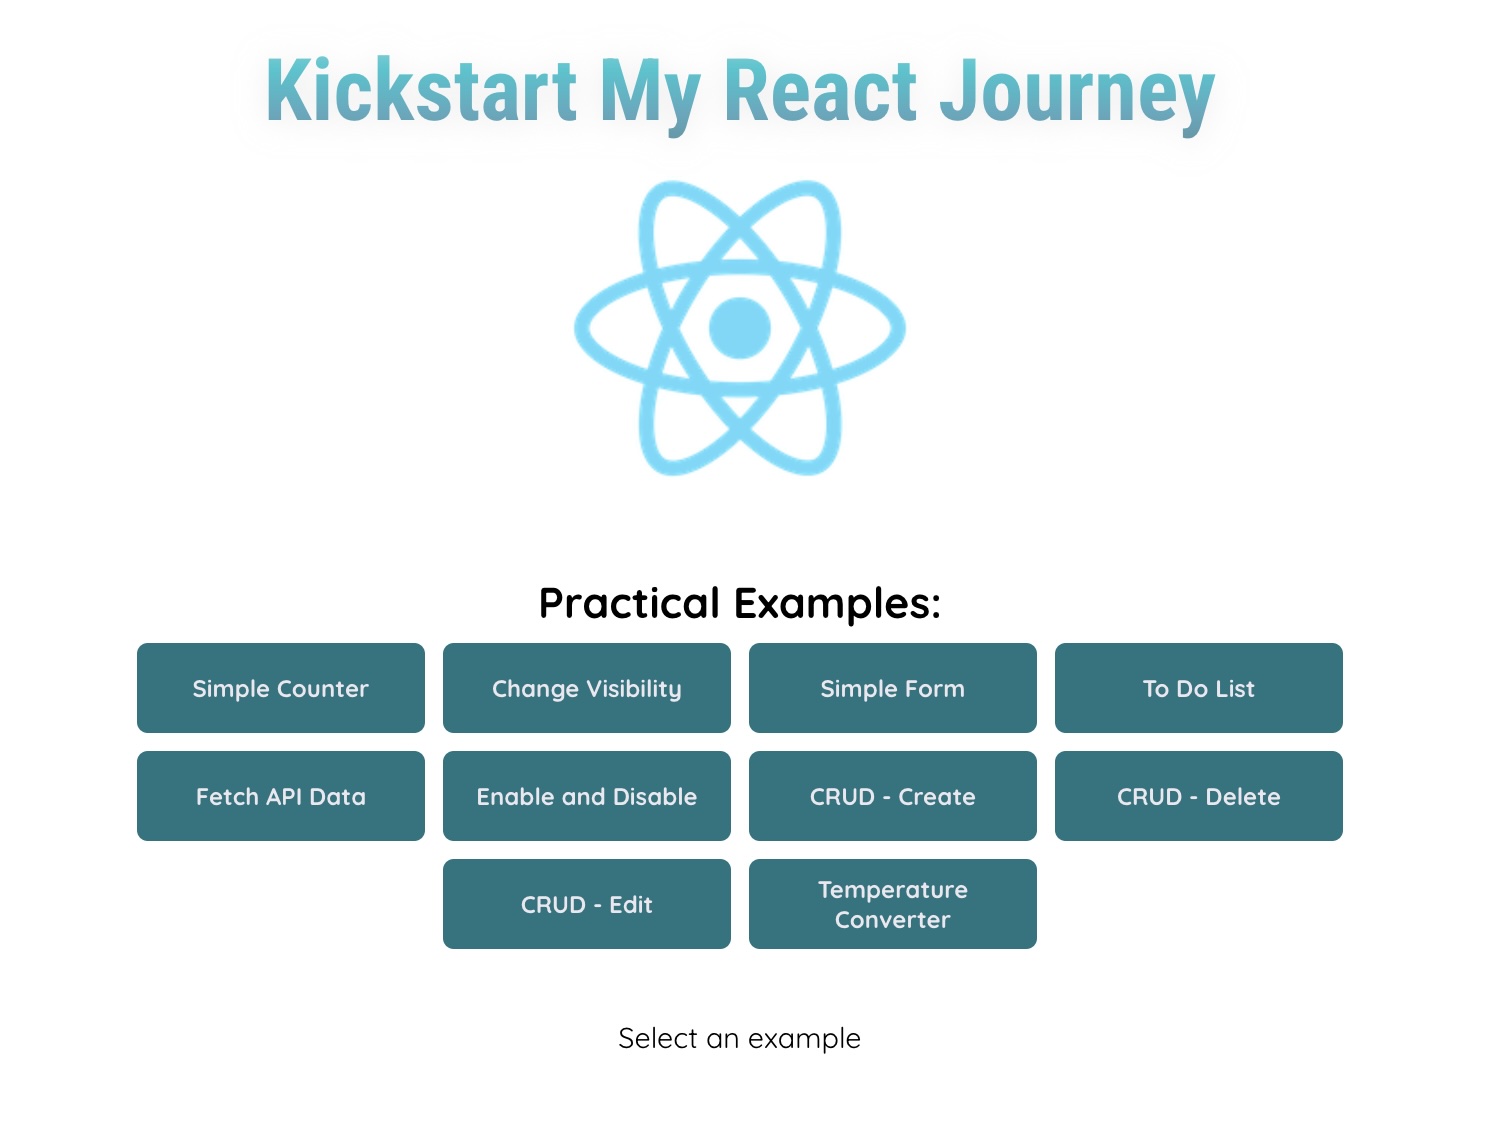 Kickstart My React Journey
Practical Examples:
Simple Counter
Change Visibility
Simple Form
To Do List
Fetch API Data
Enable and Disable
CRUD - Create
CRUD - Delete
CRUD - Edit
Temperature
Converter
Select an example